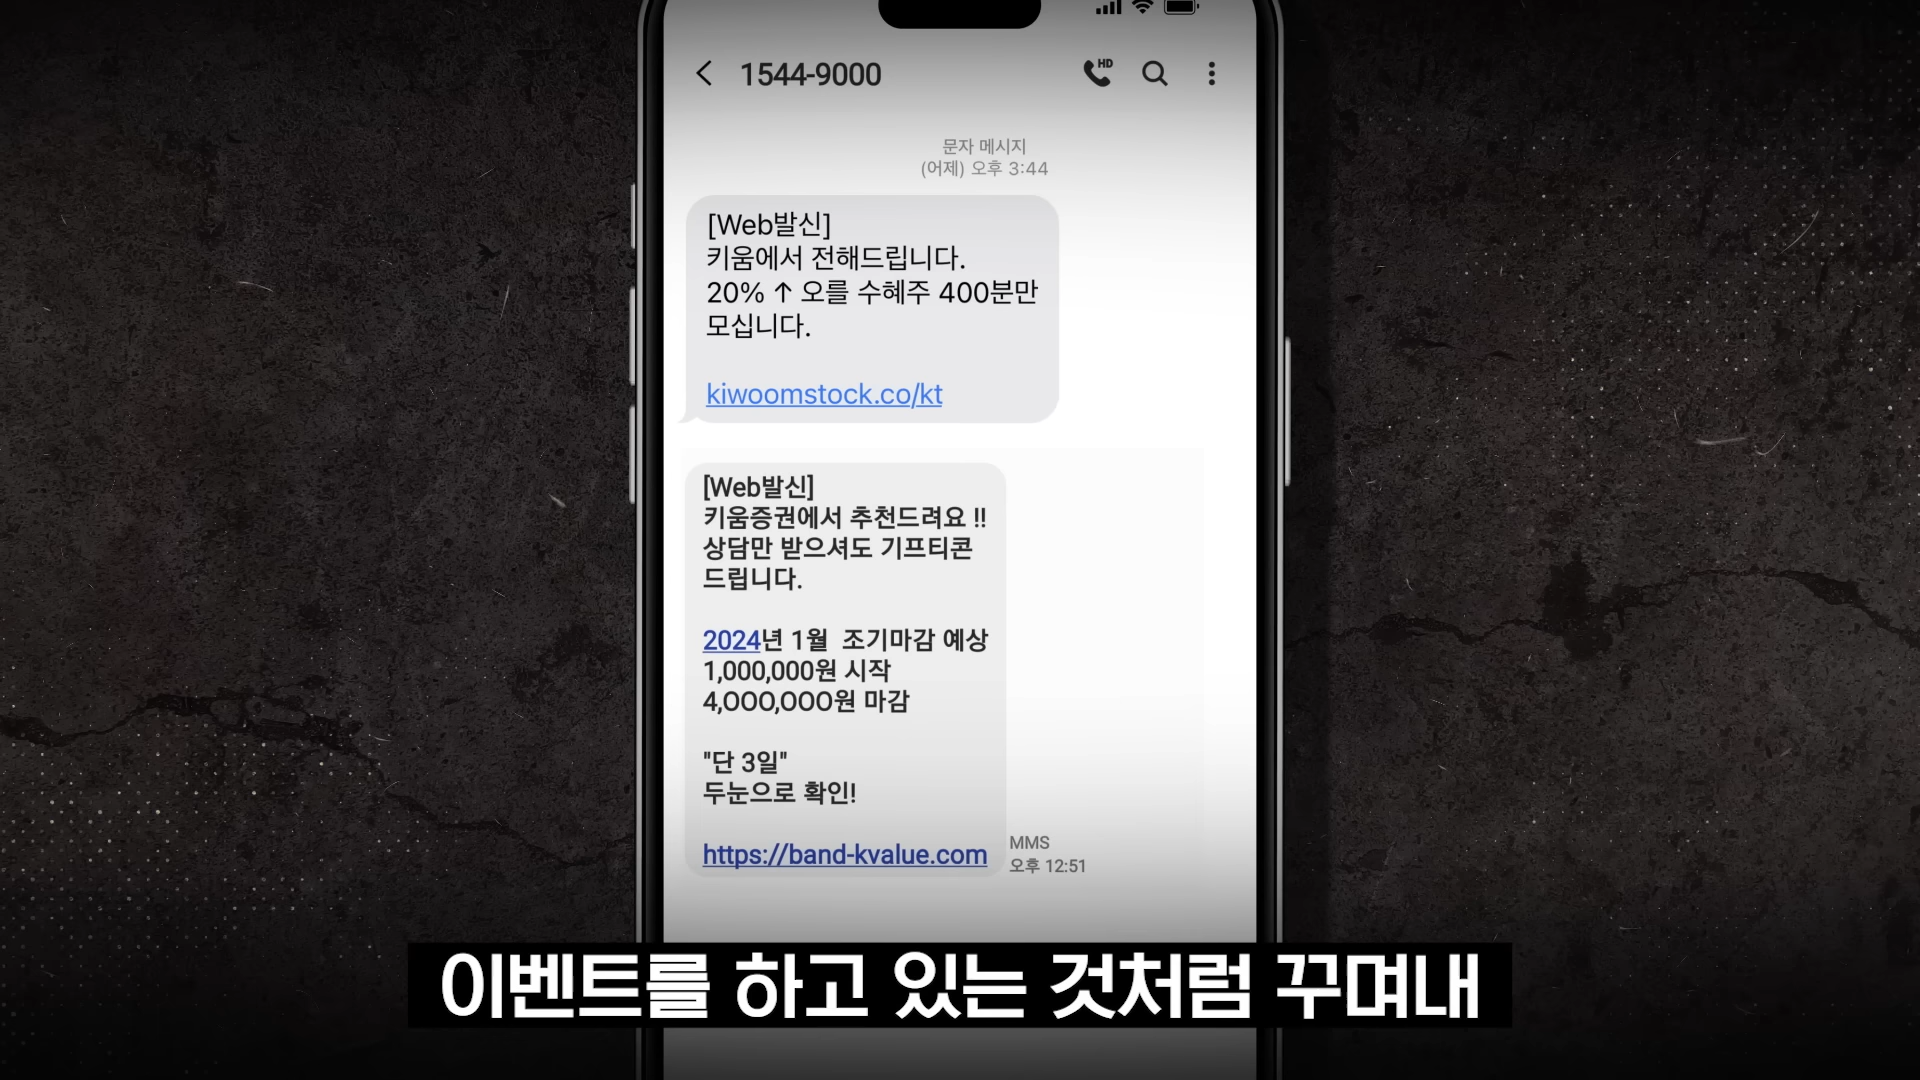 1544-9000
HD
문자 메시지
(어제) 오후 3:44
[Web발신]
키움에서 전해드립니다.
20% ↑ 오를 수혜주 400분만
모십니다.
kiwoomstock.co/kt
[Web발신]
키움증권에서 추천드려요 !!
상담만 받으셔도 기프티콘
드립니다.
2024년 1월  조기마감 예상
1,000,000원 시작
4,OOO,OOO원 마감
"단 3일"
두눈으로 확인!
https://band-kvalue.com
MMS
오후 12:51
이벤트를 하고 있는 것처럼 꾸며내